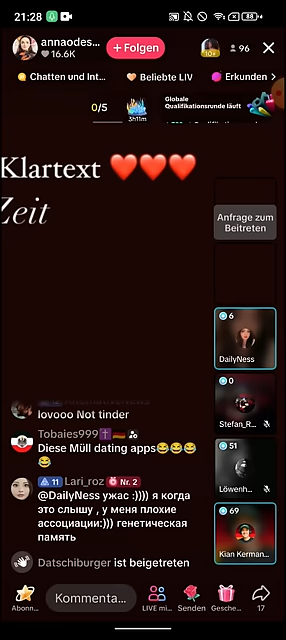 21:28
88
annaodes...
+ Folgen
16.6K
10+
96
Chatten und Int...
Beliebte LIV
Erkunden >
0/5
3h11m
Globale
Qualifikationsrunde läuft
Klartext ❤️❤️❤️
Zeit
Anfrage zum
Beitreten
6
DailyNess
0
Stefan_R...
51
Löwenh...
69
Kian Kerman...
lovooo Not tinder
Tobaies999
Diese Müll dating apps😂😂😂
😂
11 Lari_roz Nr. 2
@DailyNess ужас :)))) я когда
это слышу , у меня плохие
ассоциации:))) генетическая
память
Datschiburger ist beigetreten
Abonn...
Kommenta...
LIVE mi...
Senden
Gesche...
17